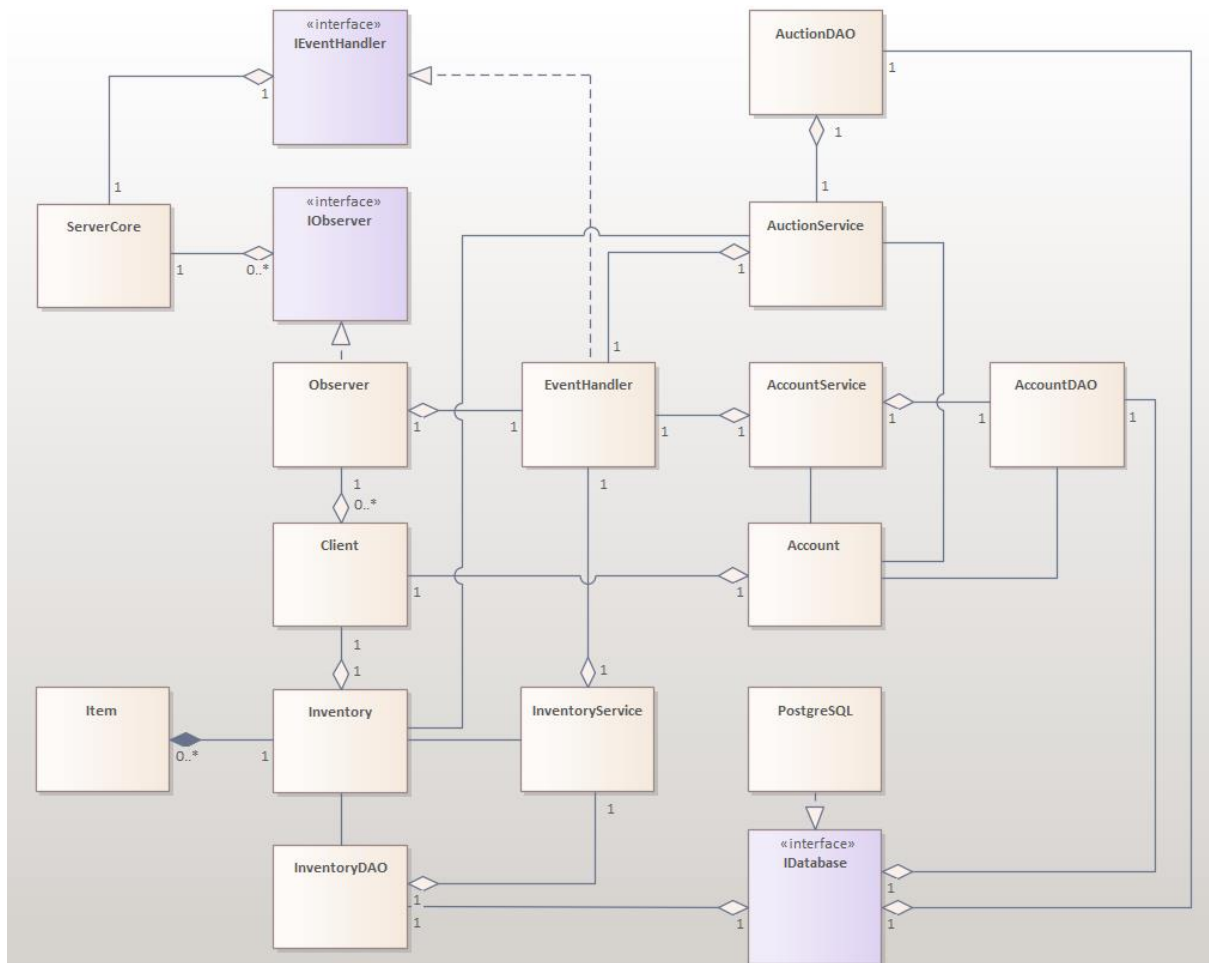 «interface»
IEventHandler
1
1
AuctionDAO
1
1
1
«interface»
IObserver
ServerCore
1
0..*
AuctionService
1
1
Observer
1
1
EventHandler
1
1
AccountService
1
1
AccountDAO
1
1
1
0..*
Client
1
1
1
Account
1
1
1
Item
0..*
1
Inventory
InventoryService
1
PostgreSQL
InventoryDAO
1
1
«interface»
IDatabase
1
1
1